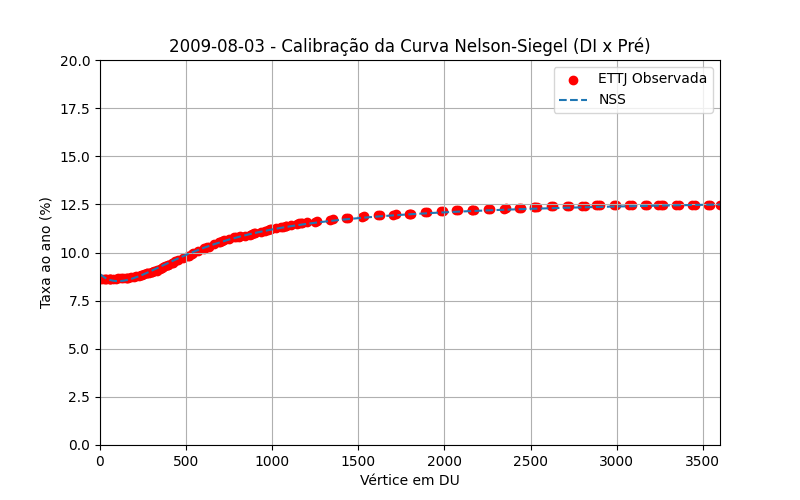 2009-08-03 - Calibração da Curva Nelson-Siegel (DI x Pré)
20.0
17.5
15.0
12.5
10.0
7.5
5.0
2.5
0.0
Taxa ao ano (%)
ETTJ Observada
NSS
0 500 1000 1500 2000 2500 3000 3500
Vértice em DU